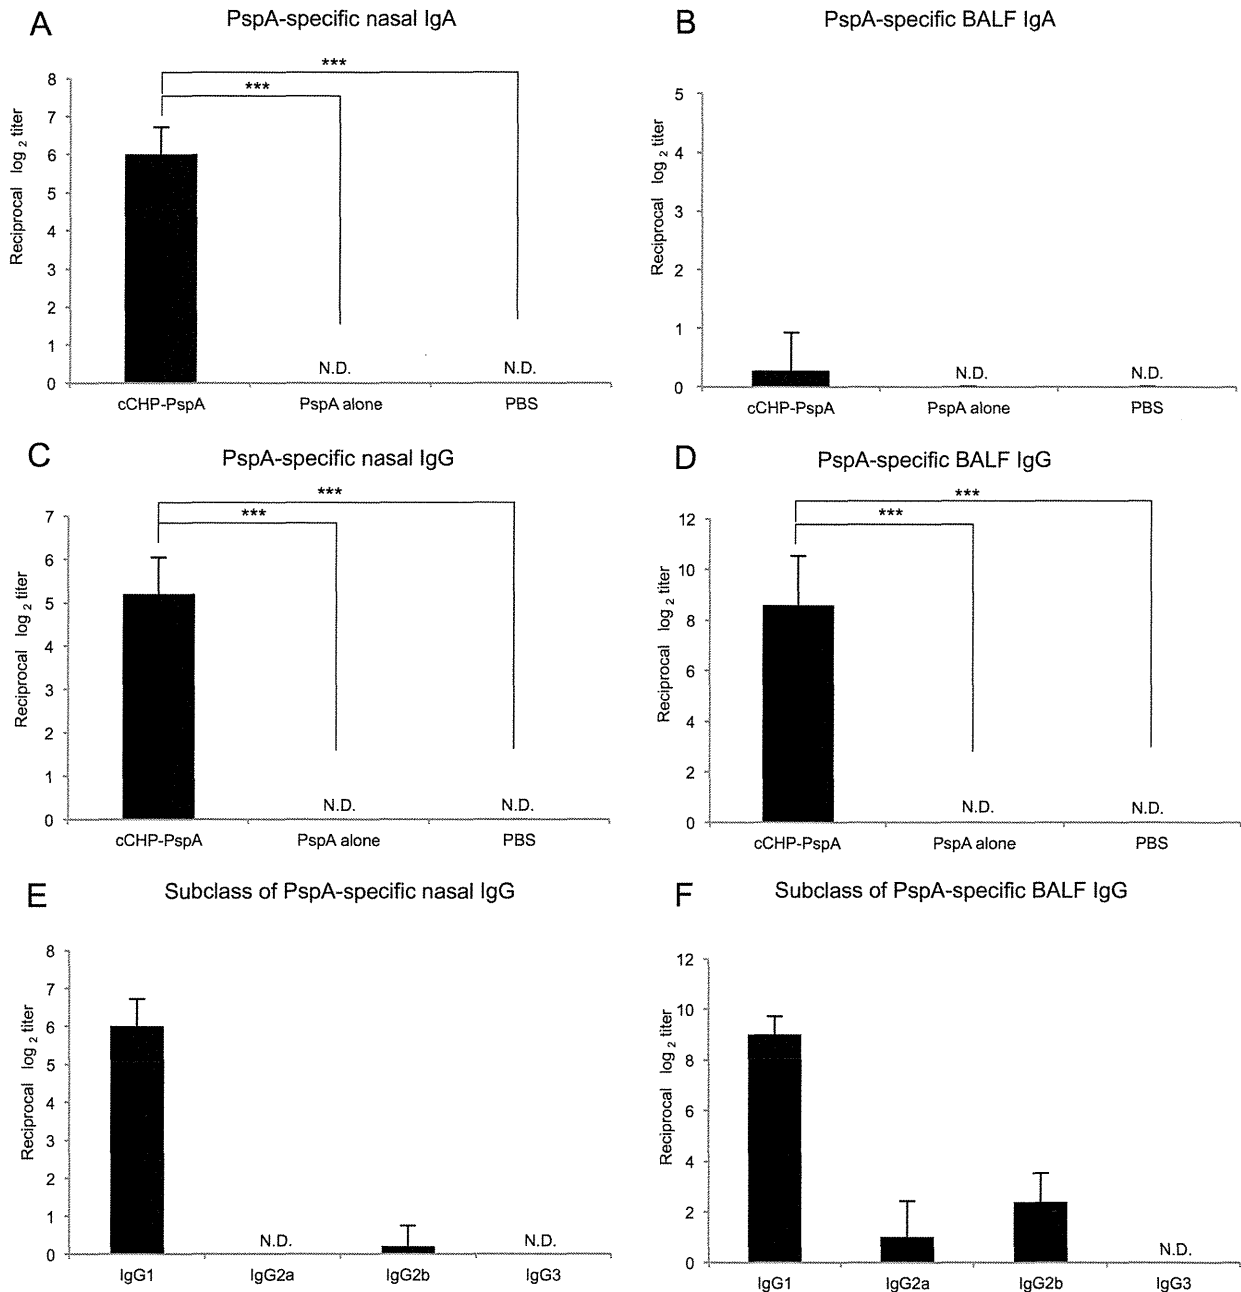 A
PspA-specific nasal IgA
Reciprocal log 2 titer
8
7
6
5
4
3
2
1
0
***
***
N.D.
N.D.
cCHP-PspA
PspA alone
PBS
B
PspA-specific BALF IgA
Reciprocal log 2 titer
5
4
3
2
1
0
N.D.
N.D.
cCHP-PspA
PspA alone
PBS
C
PspA-specific nasal IgG
Reciprocal log 2 titer
7
6
5
4
3
2
1
0
***
***
N.D.
N.D.
cCHP-PspA
PspA alone
PBS
D
PspA-specific BALF IgG
Reciprocal log 2 titer
12
10
8
6
4
2
0
***
***
N.D.
N.D.
cCHP-PspA
PspA alone
PBS
E
Subclass of PspA-specific nasal IgG
Reciprocal log 2 titer
8
7
6
5
4
3
2
1
0
N.D.
N.D.
IgG1
IgG2a
IgG2b
IgG3
F
Subclass of PspA-specific BALF IgG
Reciprocal log 2 titer
12
10
8
6
4
2
0
N.D.
IgG1
IgG2a
IgG2b
IgG3